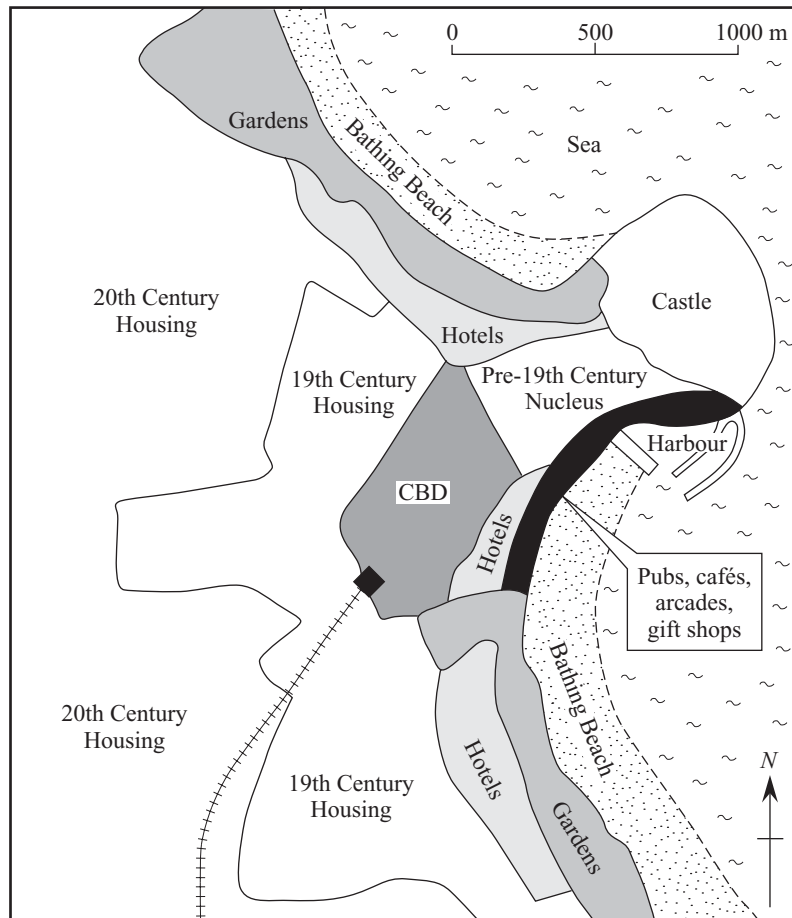 0 500 1000 m
Gardens
Bathing Beach
Sea
20th Century
Housing
Castle
Hotels
19th Century
Housing
Pre-19th Century
Nucleus
Harbour
CBD
Hotels
Pubs, cafés,
arcades,
gift shops
Bathing Beach
20th Century
Housing
Hotels
19th Century
Housing
Gardens
N